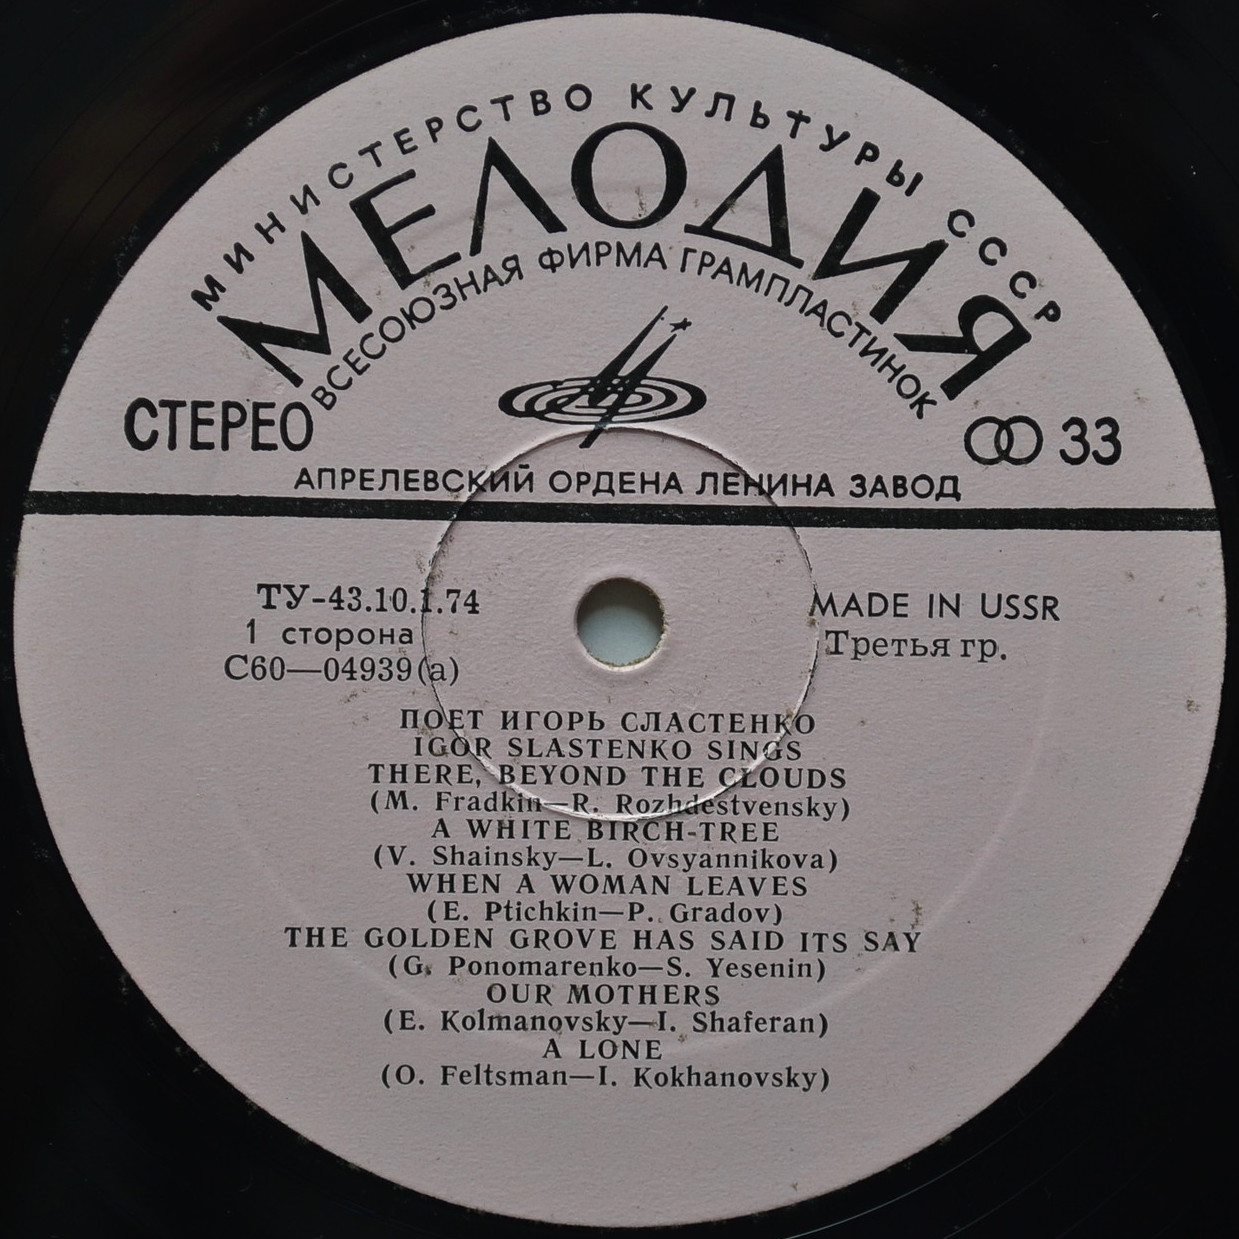 МИНИСТЕРСТВО КУЛЬТУРЫ СССР
МЕЛОДИЯ
ВСЕСОЮЗНАЯ ФИРМА ГРАМПЛАСТИНОК
СТЕРЕО
33
АПРЕЛЕВСКИЙ ОРДЕНА ЛЕНИНА ЗАВОД
ТУ-43.10.1.74
MADE IN USSR
1 сторона
Третья гр.
С60—04939(а)
ПОЕТ ИГОРЬ СЛАСТЕНКО
IGOR SLASTENKO SINGS
THERE, BEYOND THE CLOUDS
(M. Fradkin—R. Rozhdestvensky)
A WHITE BIRCH-TREE
(V. Shainsky—L. Ovsyannikova)
WHEN A WOMAN LEAVES
(E. Ptichkin—P. Gradov)
THE GOLDEN GROVE HAS SAID ITS SAY
(G. Ponomarenko—S. Yesenin)
OUR MOTHERS
(E. Kolmanovsky—I. Shaferan)
A LONE
(O. Feltsman—I. Kokhanovsky)